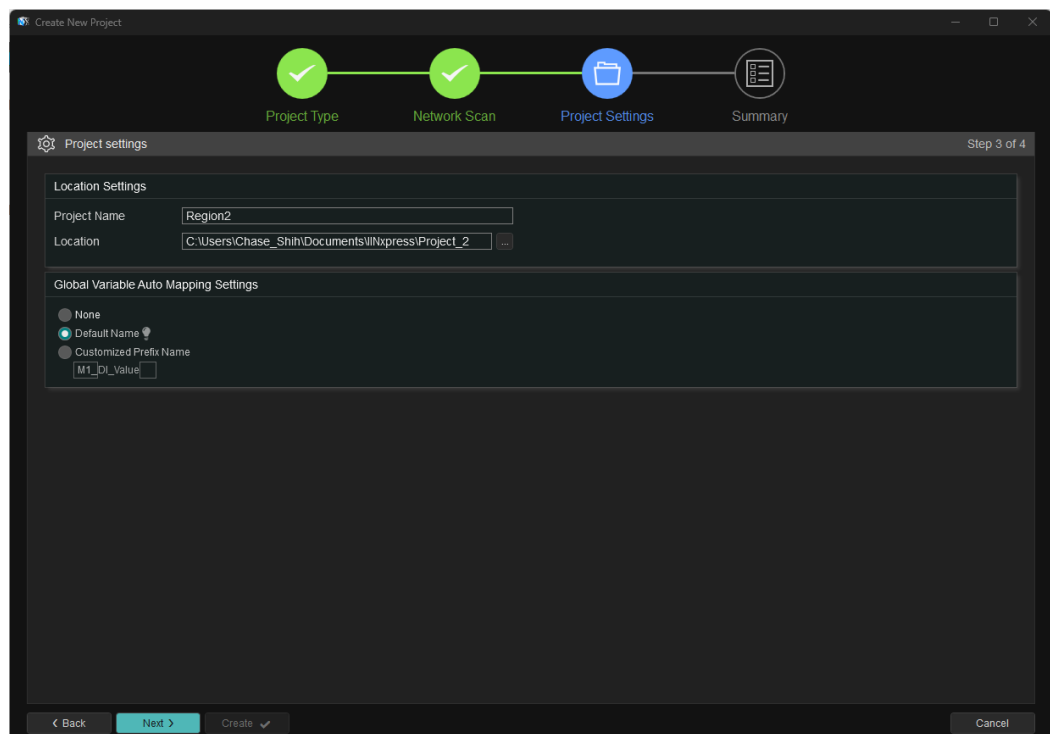 Create New Project
Project Type
Network Scan
Project Settings
Summary
Project settings
Step 3 of 4
Location Settings
Project Name
Region2
Location
C:\Users\Chase_Shih\Documents\IINxpress\Project_2
...
Global Variable Auto Mapping Settings
None
Default Name
Customized Prefix Name
M1_DI_Value
< Back
Next >
Create
Cancel